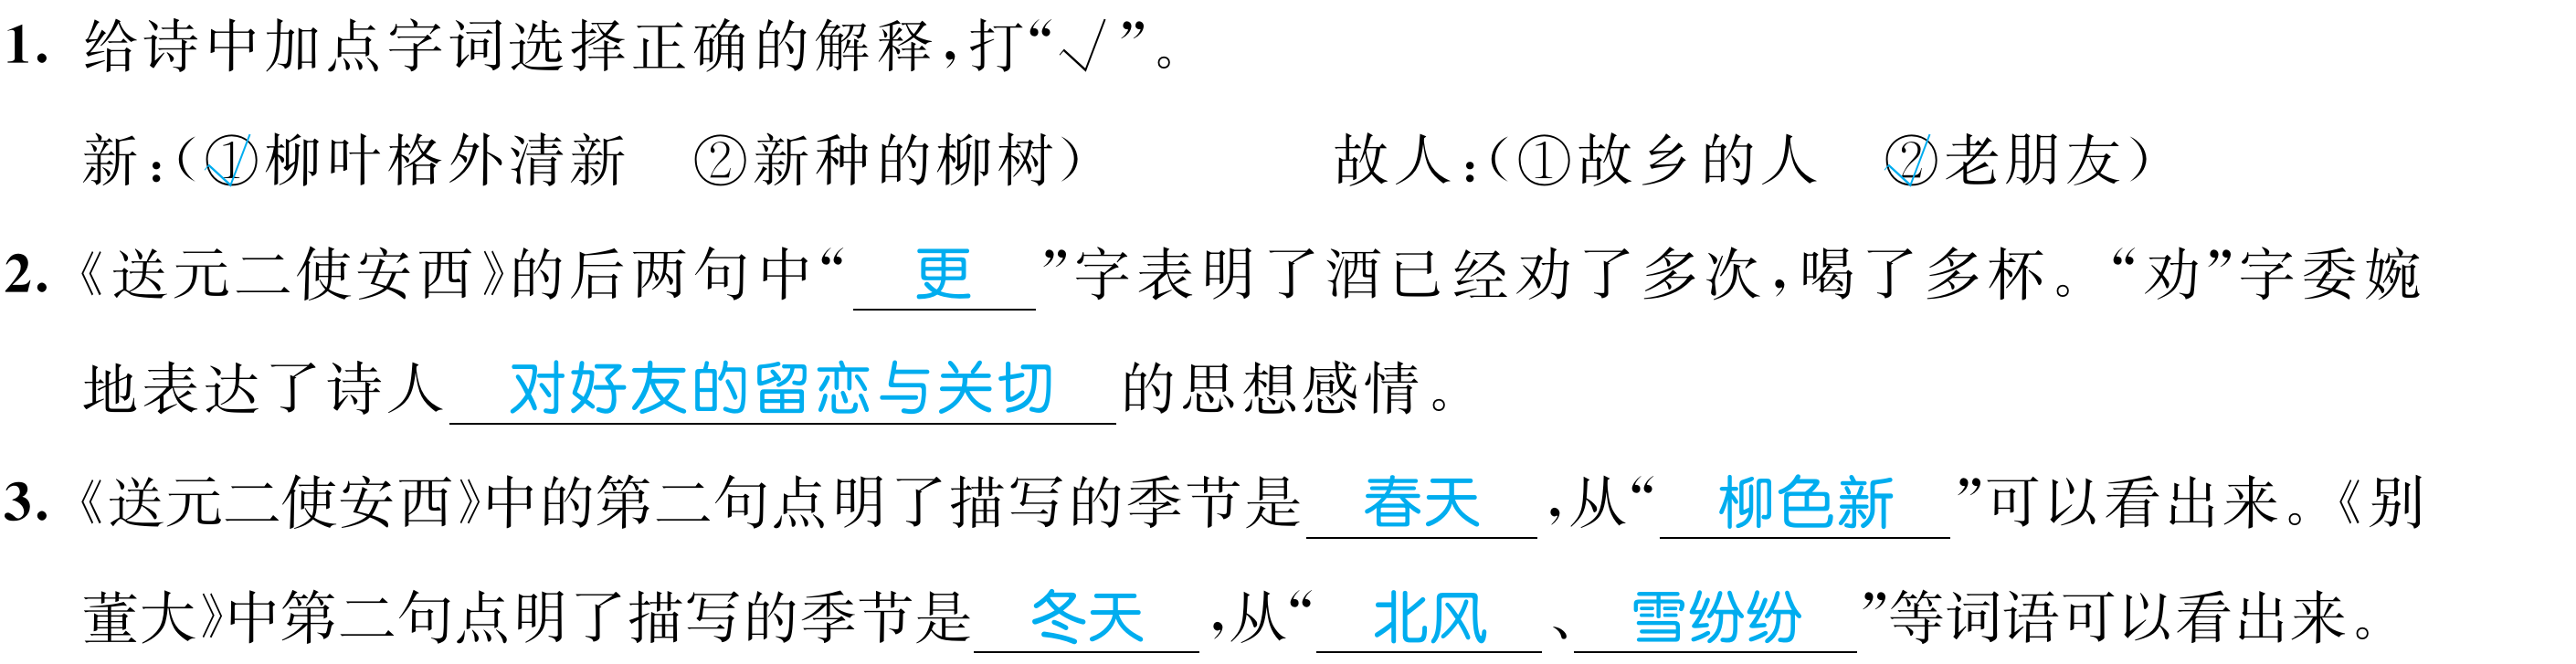 1. 给诗中加点字词选择正确的解释,打“√”。
新:(①柳叶格外清新 ②新种的柳树) 故人:(①故乡的人 ②老朋友)
2.《送元二使安西》的后两句中“更”字表明了酒已经劝了多次,喝了多杯。“劝”字委婉
地表达了诗人对好友的留恋与关切的思想感情。
3.《送元二使安西》中的第二句点明了描写的季节是春天,从“柳色新”可以看出来。《别
董大》中第二句点明了描写的季节是冬天,从“北风、雪纷纷”等词语可以看出来。